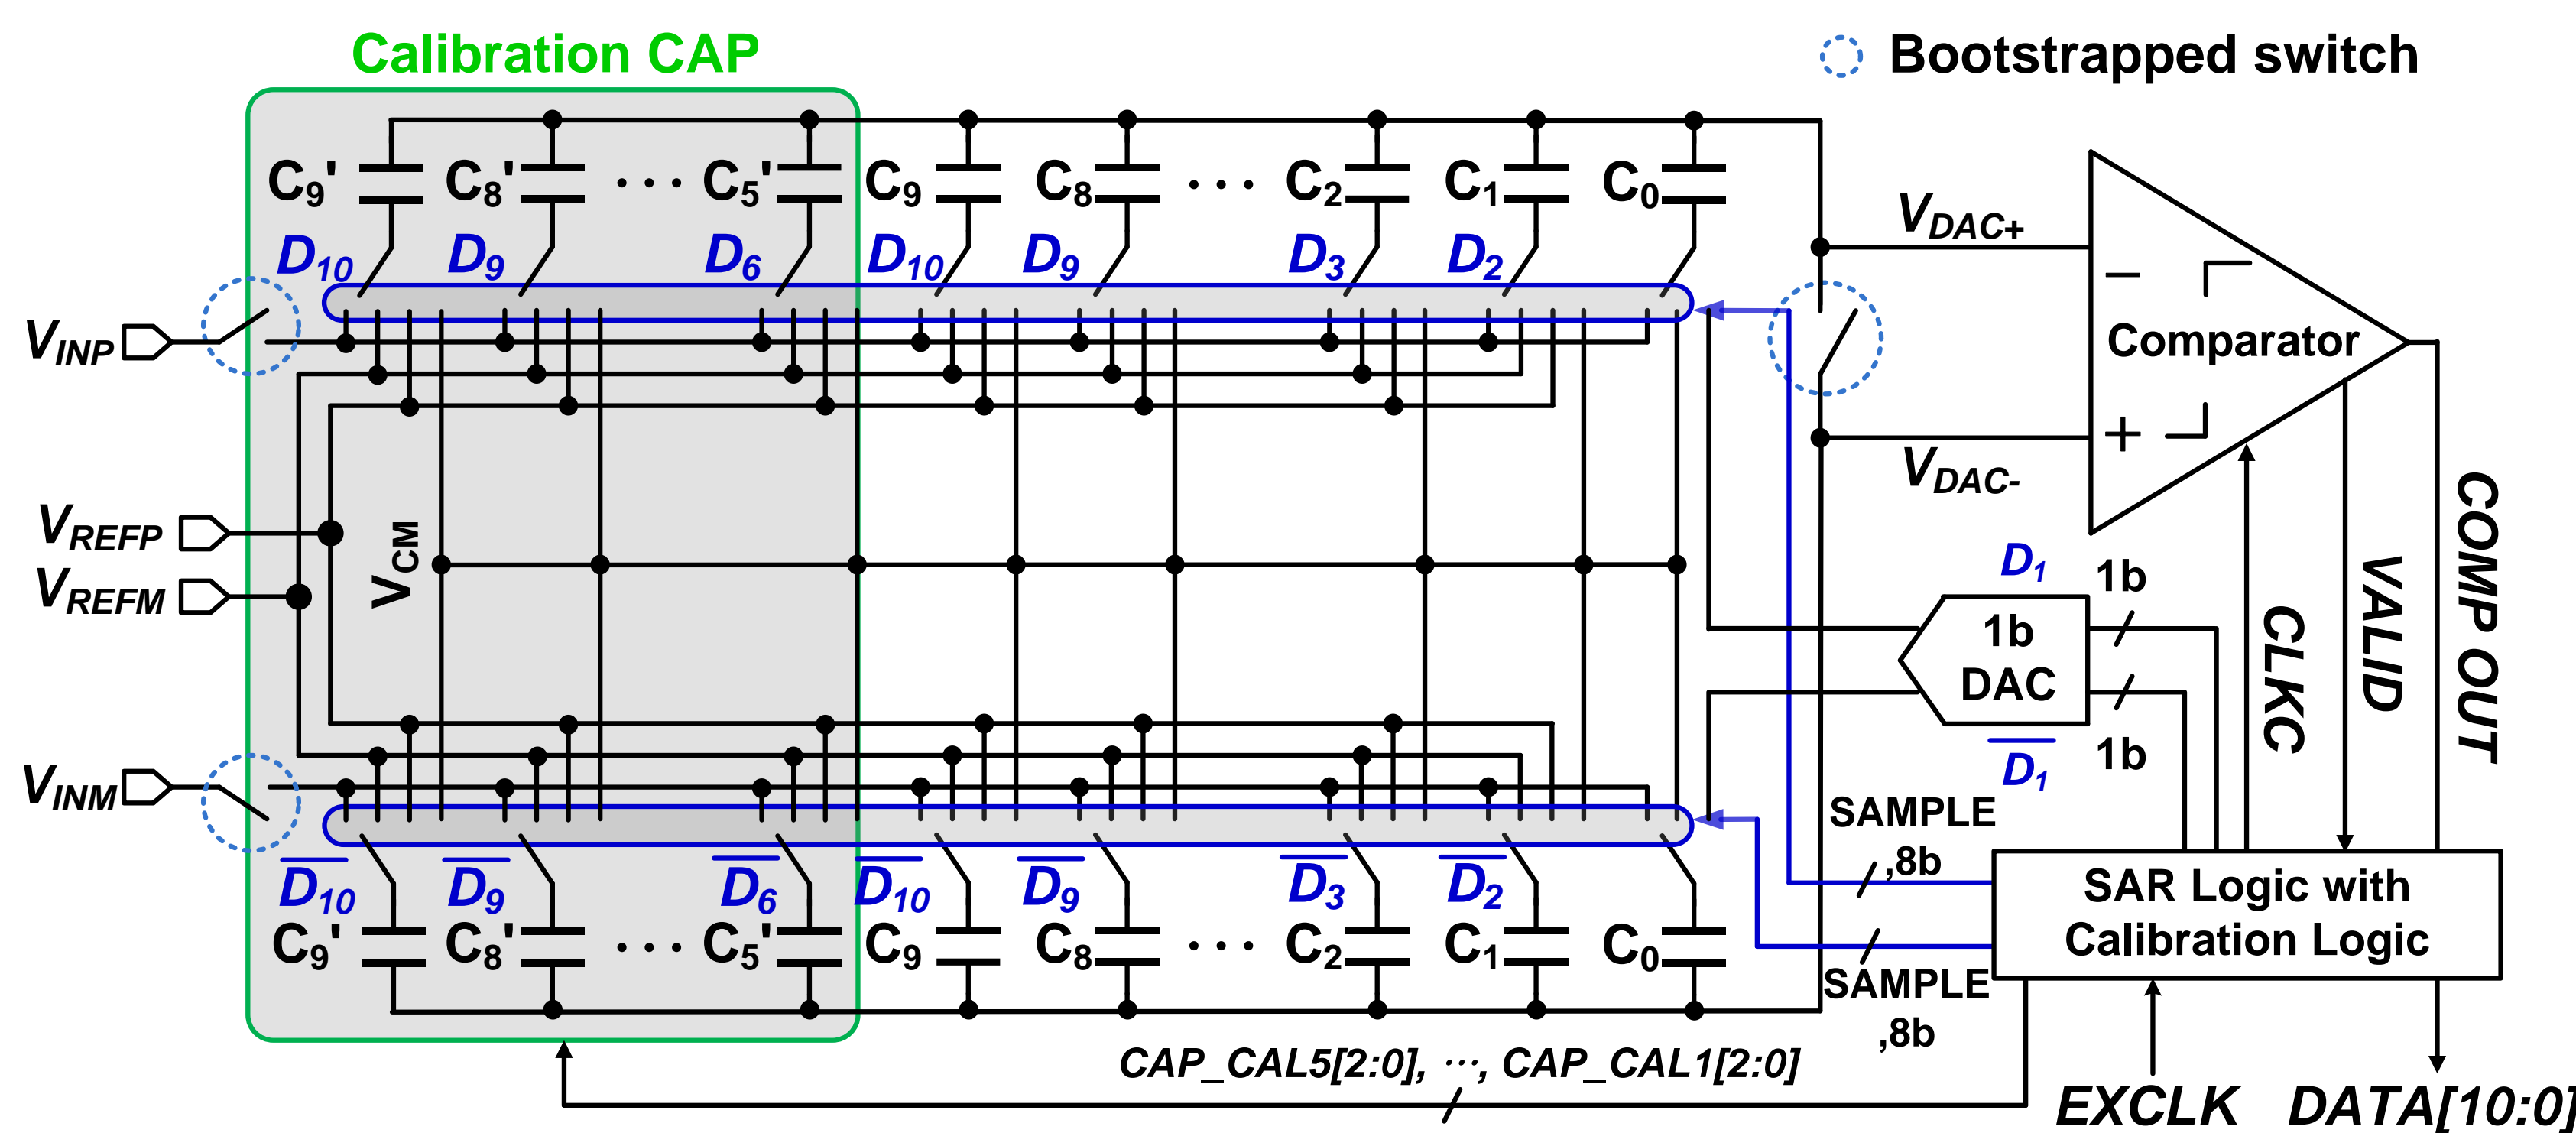 Calibration CAP
Bootstrapped switch
C9' C8' ··· C5' C9 C8 ··· C2 C1 C0
D10 D9 D6 D10 D9 D3 D2
VDAC+
VINP
−
Comparator
+
VDAC-
VREFP
VCM
VREFM
D1 1b
1b
DAC
D1 1b
CLKC
VALID
COMP OUT
VINM
D10 D9 D6 D10 D9 D3 D2
C9' C8' ··· C5' C9 C8 ··· C2 C1 C0
SAMPLE
,8b
SAMPLE
,8b
SAR Logic with
Calibration Logic
CAP_CAL5[2:0], ···, CAP_CAL1[2:0]
EXCLK DATA[10:0]